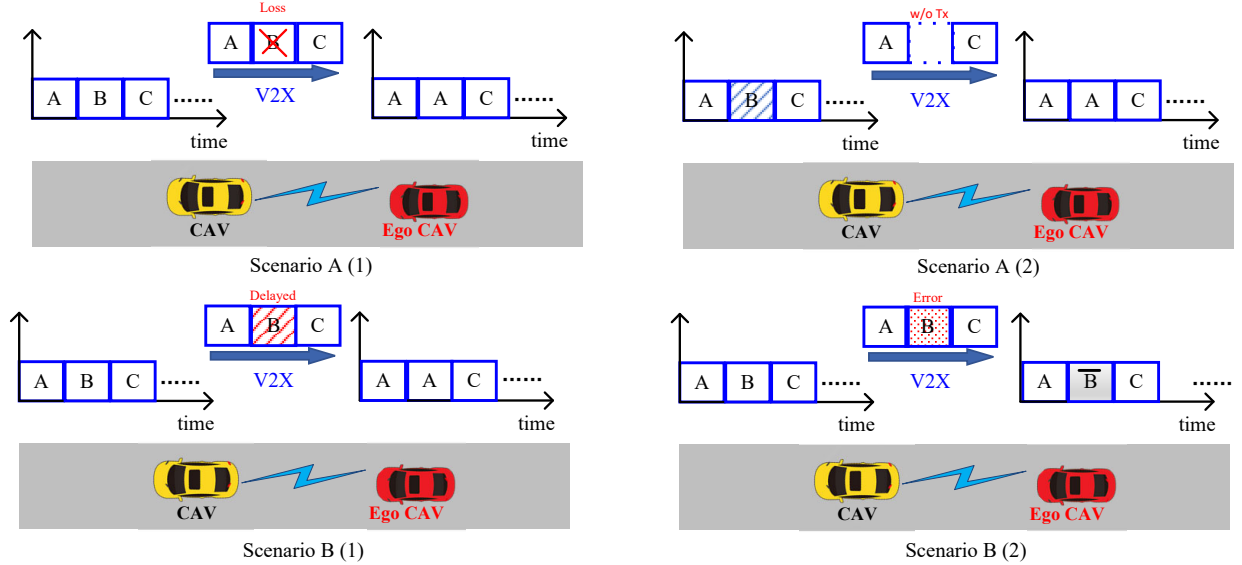 Loss
A B C
V2X
A B C ......
time
A A C ......
time
CAV
Ego CAV
Scenario A (1)
w/o Tx
A C
V2X
A B C ......
time
A A C ......
time
CAV
Ego CAV
Scenario A (2)
Delayed
A B C
V2X
A B C ......
time
A A C ......
time
CAV
Ego CAV
Scenario B (1)
Error
A B C
V2X
A B C ......
time
A B̅ C ......
time
CAV
Ego CAV
Scenario B (2)